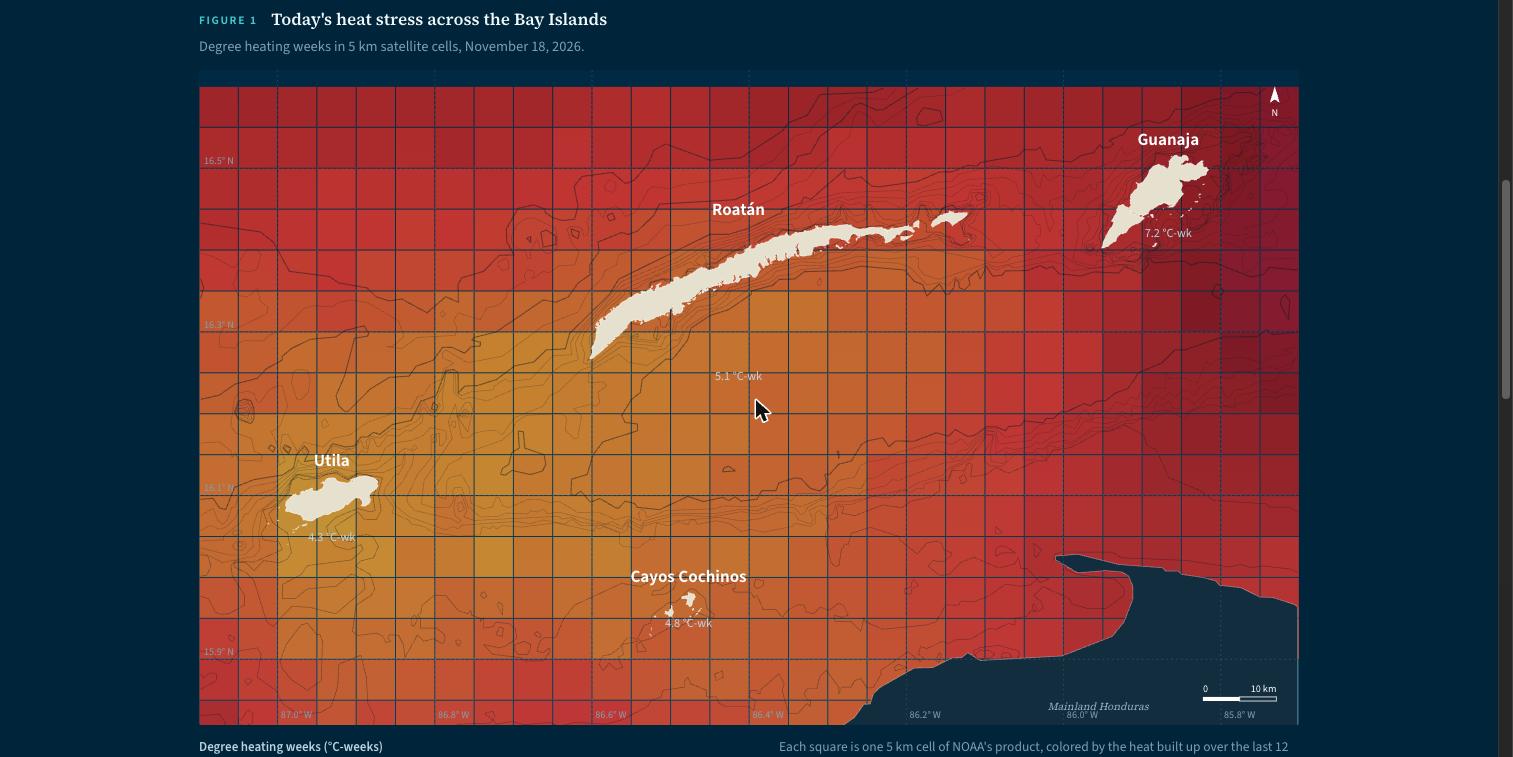 FIGURE 1 Today's heat stress across the Bay Islands
Degree heating weeks in 5 km satellite cells, November 18, 2026.
N
Guanaja
16.5° N
Roatán
7.2 °C-wk
16.3° N
5.1 °C-wk
Utila
16.1° N
4.3 °C-wk
Cayos Cochinos
4.8 °C-wk
15.9° N
0 10 km
Mainland Honduras
87.0° W 86.8° W 86.6° W 86.4° W 86.2° W 86.0° W 85.8° W
Degree heating weeks (°C-weeks)
Each square is one 5 km cell of NOAA's product, colored by the heat built up over the last 12